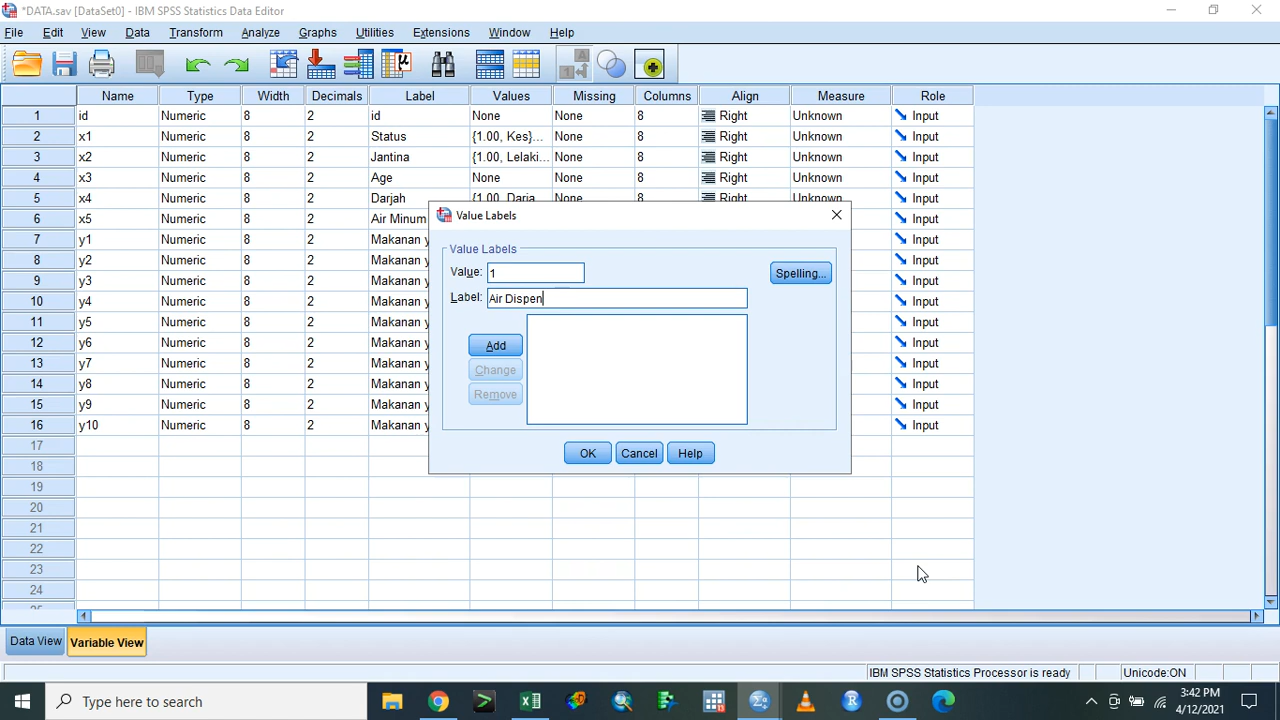 *DATA.sav [DataSet0] - IBM SPSS Statistics Data Editor
File Edit View Data Transform Analyze Graphs Utilities Extensions Window Help
Name Type Width Decimals Label Values Missing Columns Align Measure Role
1 id Numeric 8 2 id None None 8 Right Unknown Input
2 x1 Numeric 8 2 Status {1.00, Kes}... None 8 Right Unknown Input
3 x2 Numeric 8 2 Jantina {1.00, Lelaki... None 8 Right Unknown Input
4 x3 Numeric 8 2 Age None None 8 Right Unknown Input
5 x4 Numeric 8 2 Darjah {1.00, Darja... None 8 Right Unknown Input
6 x5 Numeric 8 2 Air Minum Input
7 y1 Numeric 8 2 Makanan y Input
8 y2 Numeric 8 2 Makanan y Input
9 y3 Numeric 8 2 Makanan y Input
10 y4 Numeric 8 2 Makanan y Input
11 y5 Numeric 8 2 Makanan y Input
12 y6 Numeric 8 2 Makanan y Input
13 y7 Numeric 8 2 Makanan y Input
14 y8 Numeric 8 2 Makanan y Input
15 y9 Numeric 8 2 Makanan y Input
16 y10 Numeric 8 2 Makanan y Input
17
18
19
20
21
22
23
24
Value Labels
Value Labels
Value: 1
Spelling...
Label: Air Dispen
Add
Change
Remove
OK Cancel Help
Data View Variable View
IBM SPSS Statistics Processor is ready Unicode:ON
Type here to search
3:42 PM
4/12/2021